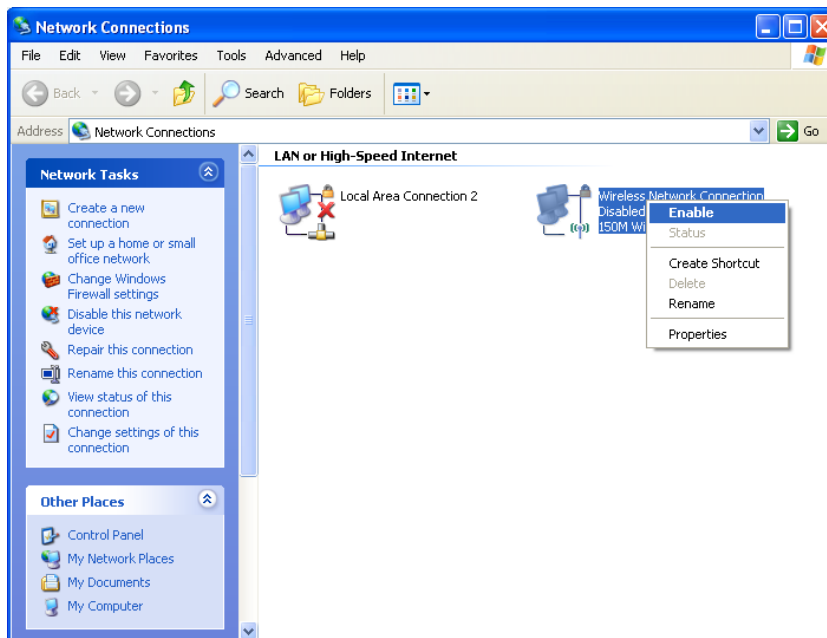 Network Connections
File Edit View Favorites Tools Advanced Help
Back Search Folders
Address Network Connections Go
Network Tasks
Create a new
connection
Set up a home or small
office network
Change Windows
Firewall settings
Disable this network
device
Repair this connection
Rename this connection
View status of this
connection
Change settings of this
connection
Other Places
Control Panel
My Network Places
My Documents
My Computer
LAN or High-Speed Internet
Local Area Connection 2
Wireless Network Connection
Disabled
150M
Enable
Status
Create Shortcut
Delete
Rename
Properties